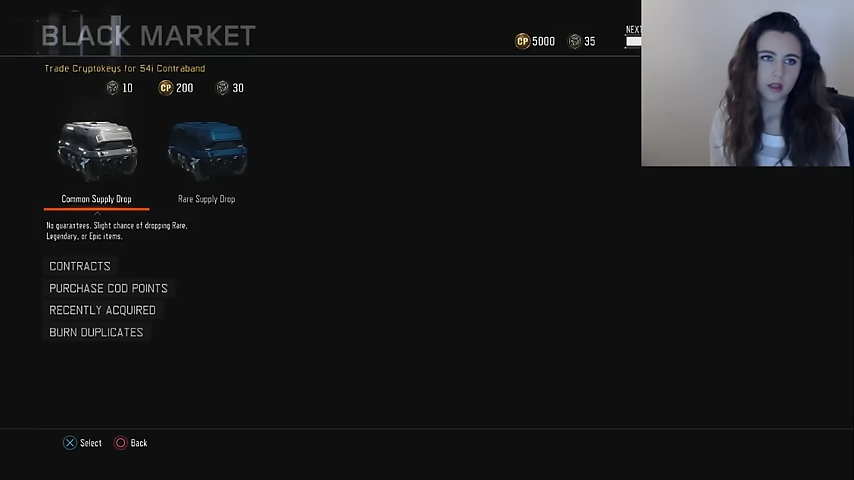 BLACK MARKET
CP 5000 35 NEXT
Trade Cryptokeys for 54i Contraband
10 CP 200 30
Common Supply Drop Rare Supply Drop
No guarantees. Slight chance of dropping Rare,
Legendary, or Epic items.
CONTRACTS
PURCHASE COD POINTS
RECENTLY ACQUIRED
BURN DUPLICATES
Select Back